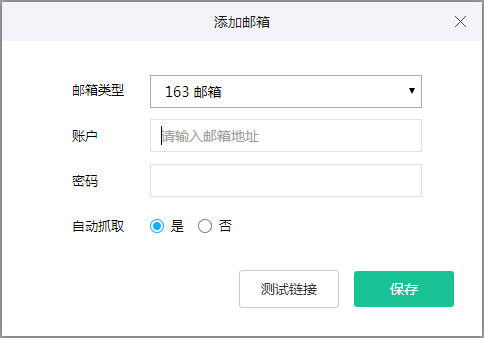 添加邮箱
邮箱类型
163 邮箱
账户
请输入邮箱地址
密码
自动抓取
是
否
测试链接
保存